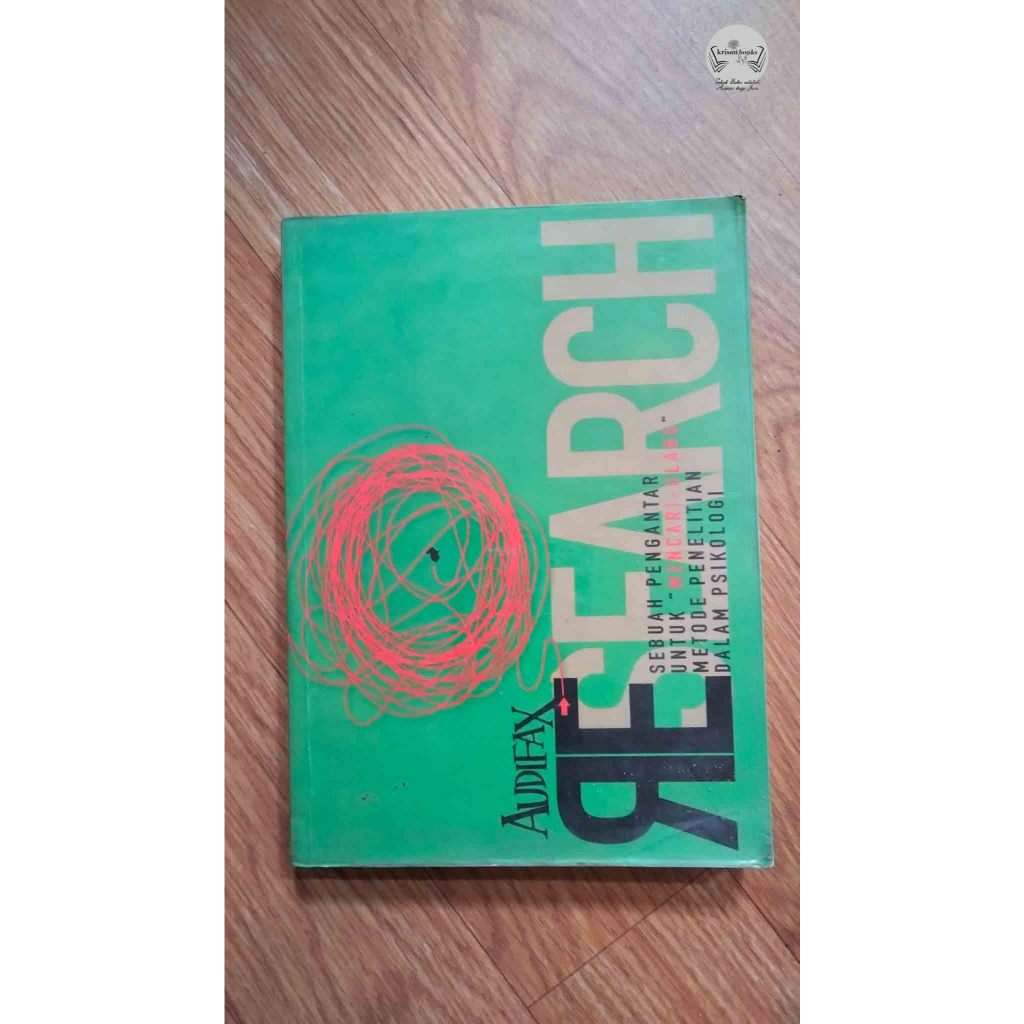 krisan books
AUDIFAX
RESEARCH
SEBUAH PENGANTAR
UNTUK "MENCARI-ULANG"
METODE PENELITIAN
DALAM PSIKOLOGI